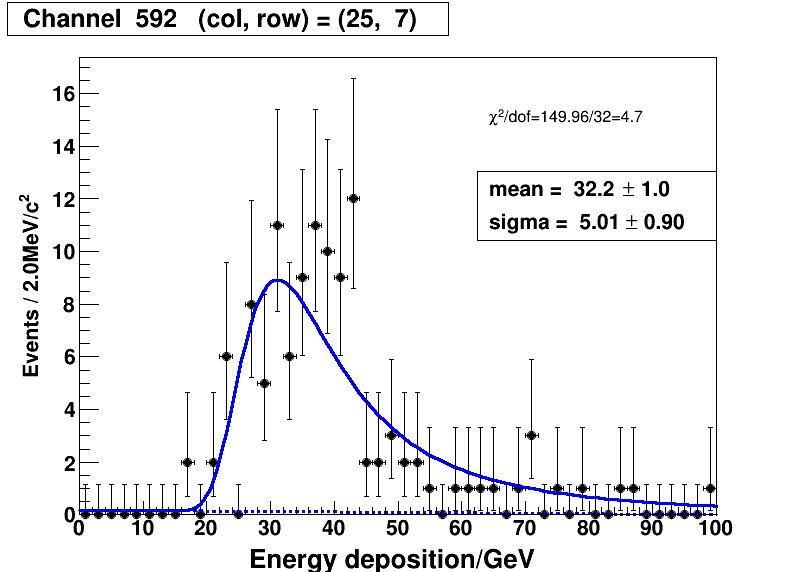 Channel 592 (col, row) = (25, 7)
χ²/dof=149.96/32=4.7
mean = 32.2 ± 1.0
sigma = 5.01 ± 0.90
Events / 2.0MeV/c²
16
14
12
10
8
6
4
2
0
0 10 20 30 40 50 60 70 80 90 100
Energy deposition/GeV